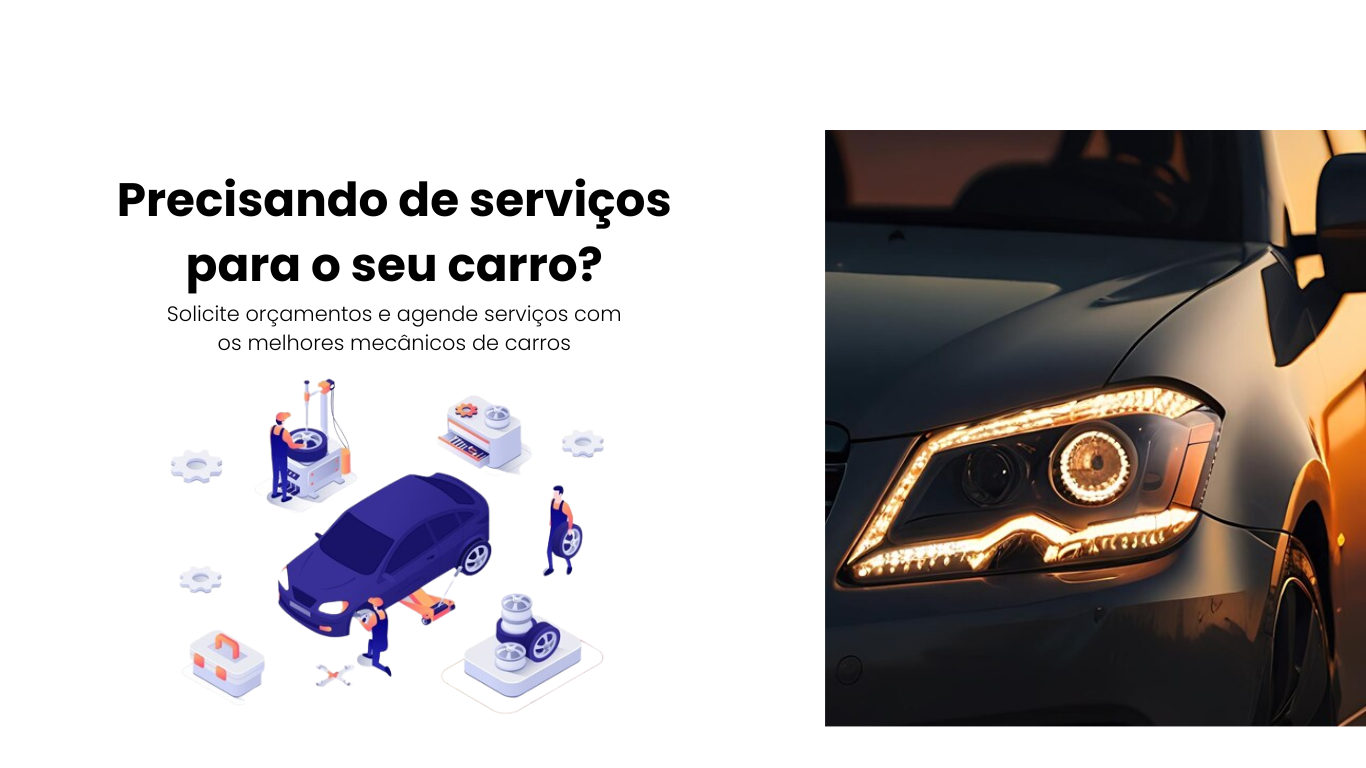 Precisando de serviços
para o seu carro?
Solicite orçamentos e agende serviços com
os melhores mecânicos de carros